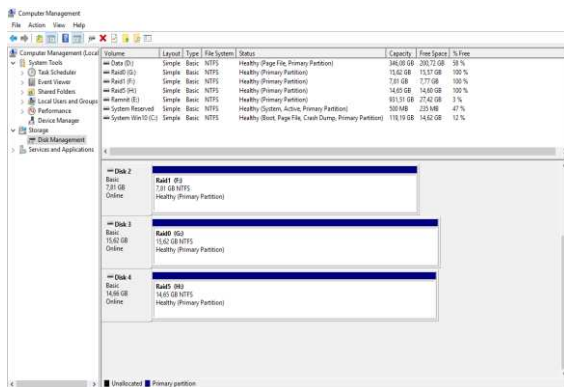 Computer Management
File Action View Help
Computer Management (Local
System Tools
Task Scheduler
Event Viewer
Shared Folders
Local Users and Groups
Performance
Device Manager
Storage
Disk Management
Services and Applications
Volume Layout Type File System Status Capacity Free Space % Free
Data (D:) Simple Basic NTFS Healthy (Page File, Primary Partition) 346,08 GB 200,72 GB 58 %
Raid0 (G:) Simple Basic NTFS Healthy (Primary Partition) 15,62 GB 15,57 GB 100 %
Raid1 (F:) Simple Basic NTFS Healthy (Primary Partition) 7,81 GB 7,77 GB 100 %
Raid5 (H:) Simple Basic NTFS Healthy (Primary Partition) 14,65 GB 14,60 GB 100 %
Rammit (E:) Simple Basic NTFS Healthy (Primary Partition) 931,51 GB 27,42 GB 3 %
System Reserved Simple Basic NTFS Healthy (System, Active, Primary Partition) 500 MB 235 MB 47 %
System Win10 (C:) Simple Basic NTFS Healthy (Boot, Page File, Crash Dump, Primary Partition) 118,19 GB 14,62 GB 12 %
Disk 2
Basic
7,81 GB
Online
Raid1 (F:)
7,81 GB NTFS
Healthy (Primary Partition)
Disk 3
Basic
15,62 GB
Online
Raid0 (G:)
15,62 GB NTFS
Healthy (Primary Partition)
Disk 4
Basic
14,66 GB
Online
Raid5 (H:)
14,65 GB NTFS
Healthy (Primary Partition)
Unallocated Primary partition